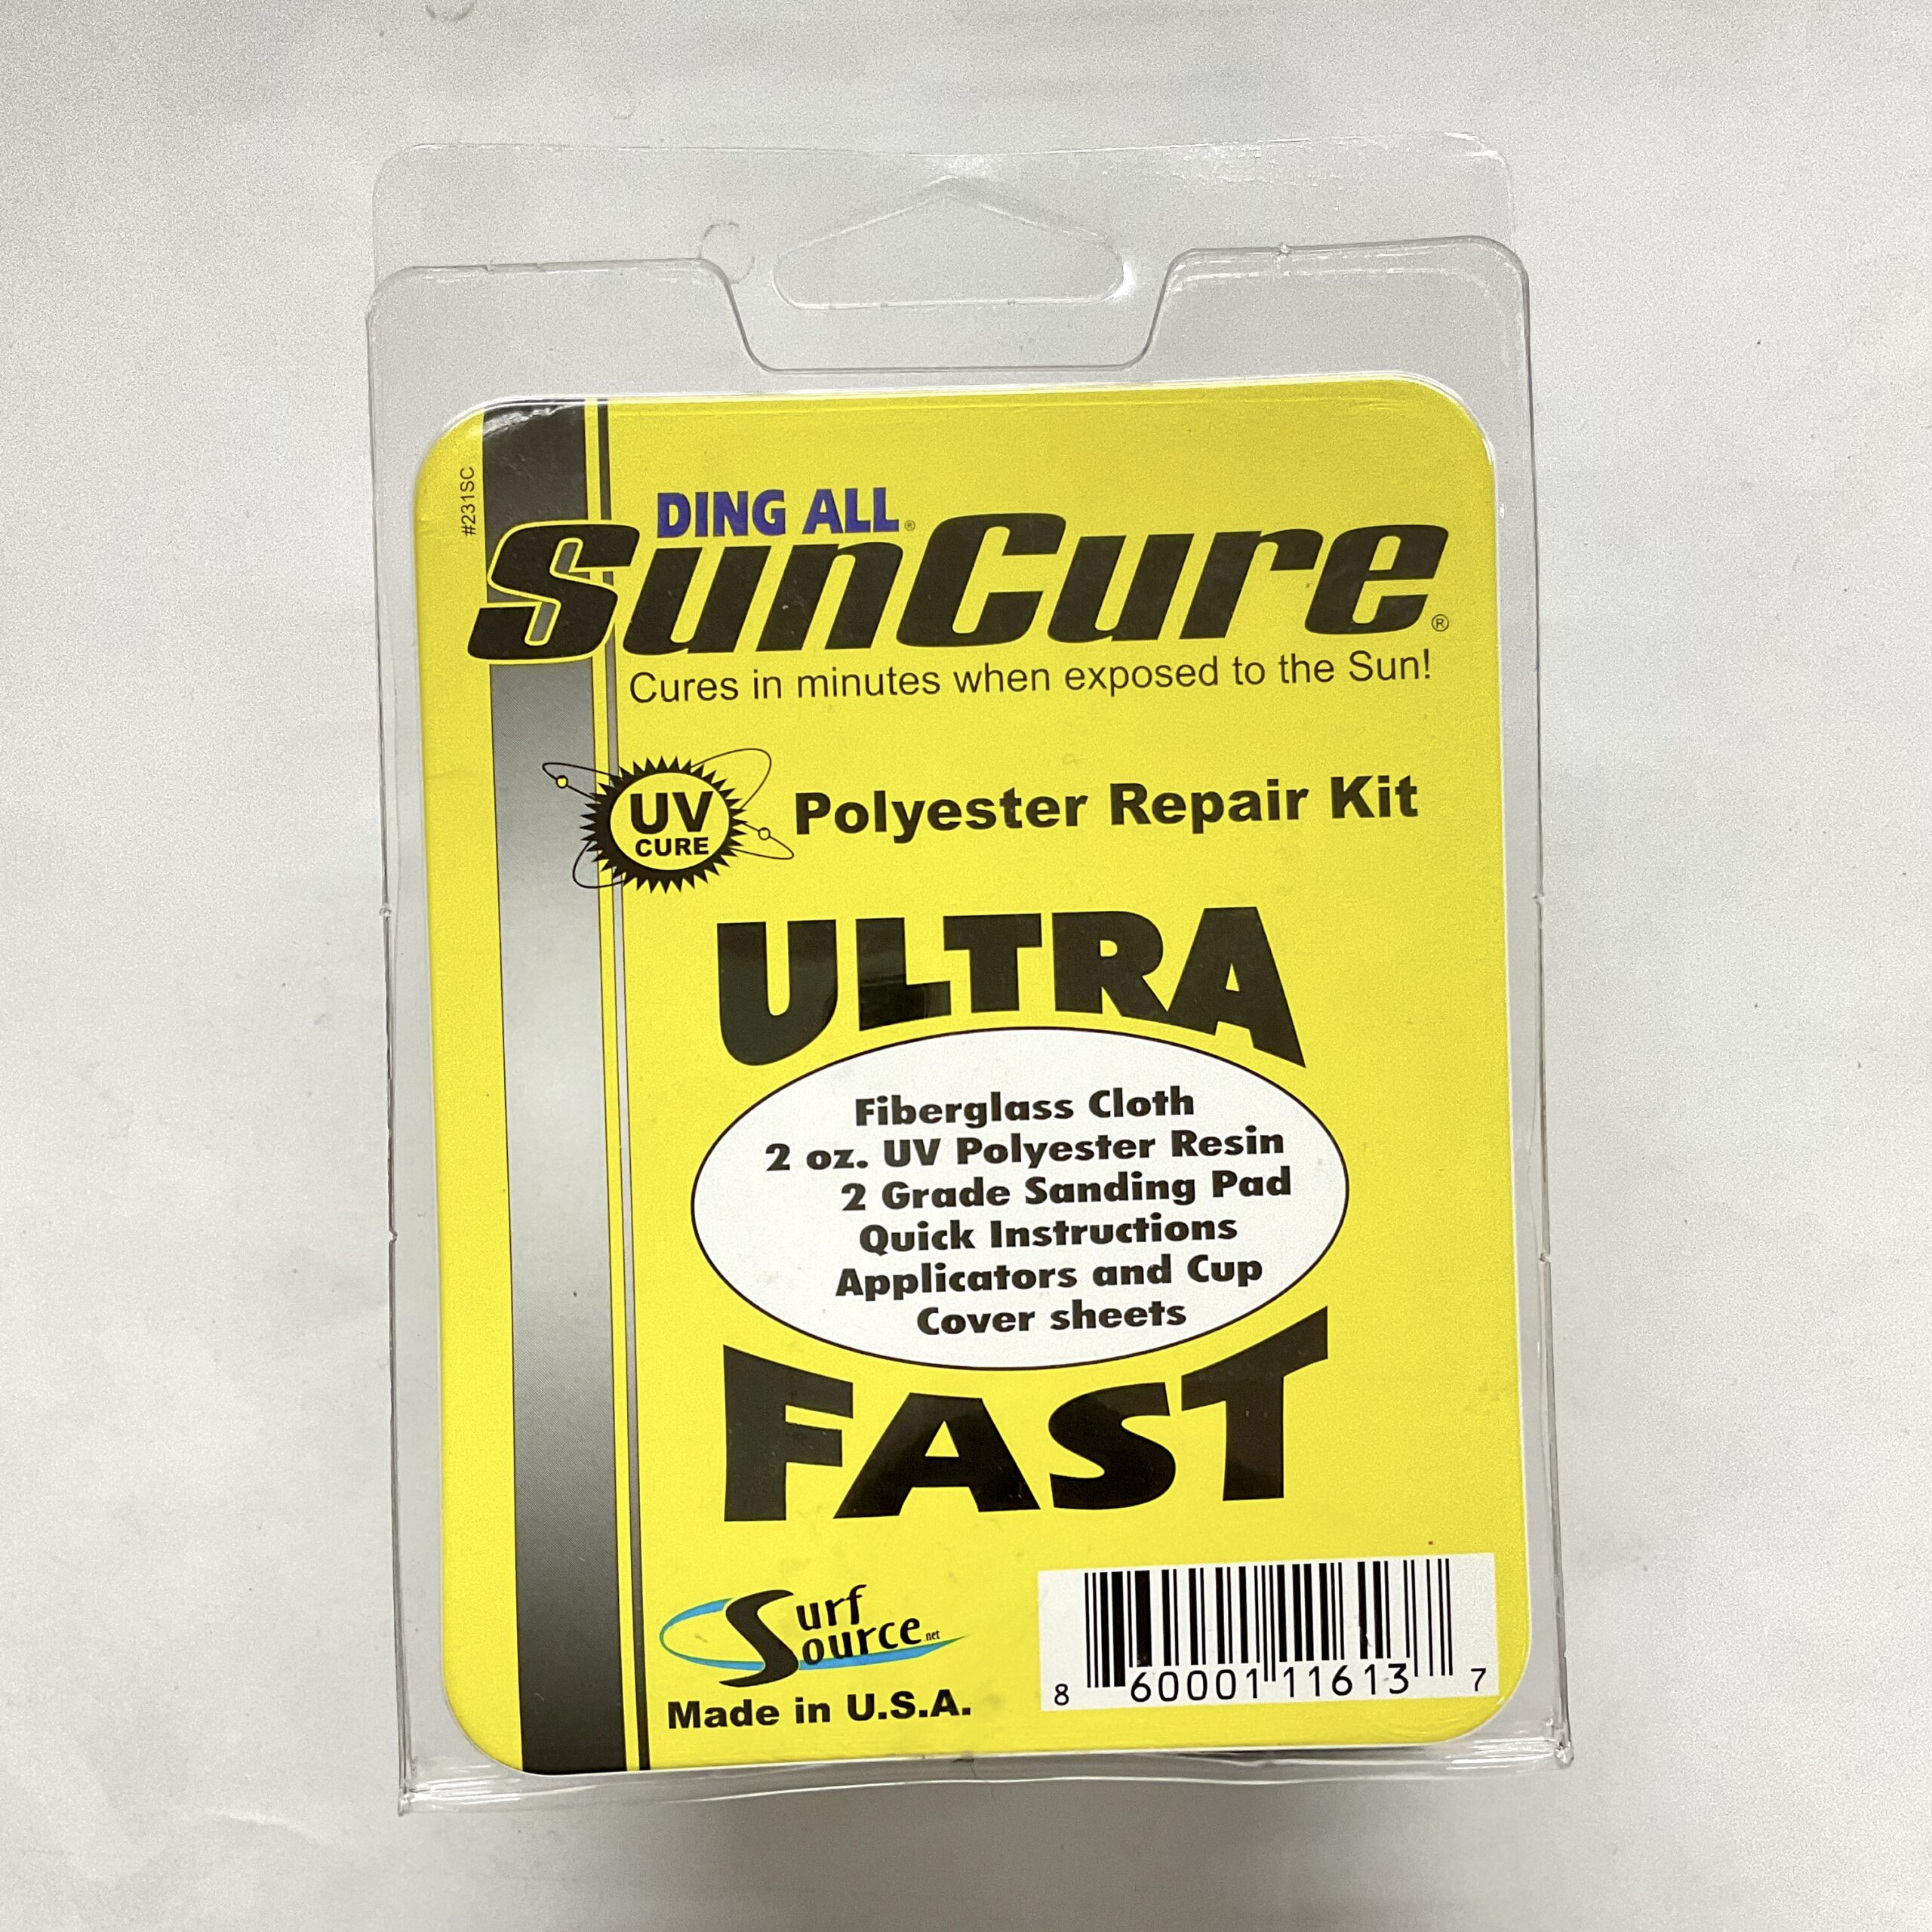 #231SC
DING ALL®
SunCure®
Cures in minutes when exposed to the Sun!
UV
CURE
Polyester Repair Kit
ULTRA
Fiberglass Cloth
2 oz. UV Polyester Resin
2 Grade Sanding Pad
Quick Instructions
Applicators and Cup
Cover sheets
FAST
Surf
Source.net
Made in U.S.A.
8 60001 11613 7